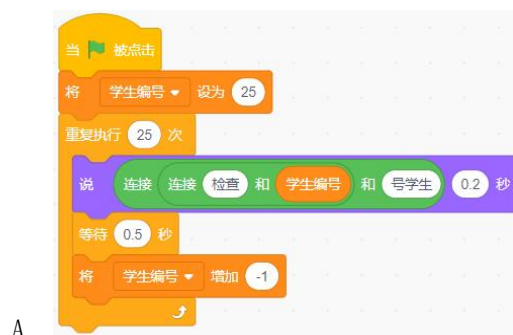 当 被点击
将 学生编号 设为 25
重复执行 25 次
说 连接 连接 检查 和 学生编号 和 号学生 0.2 秒
等待 0.5 秒
将 学生编号 增加 -1
A